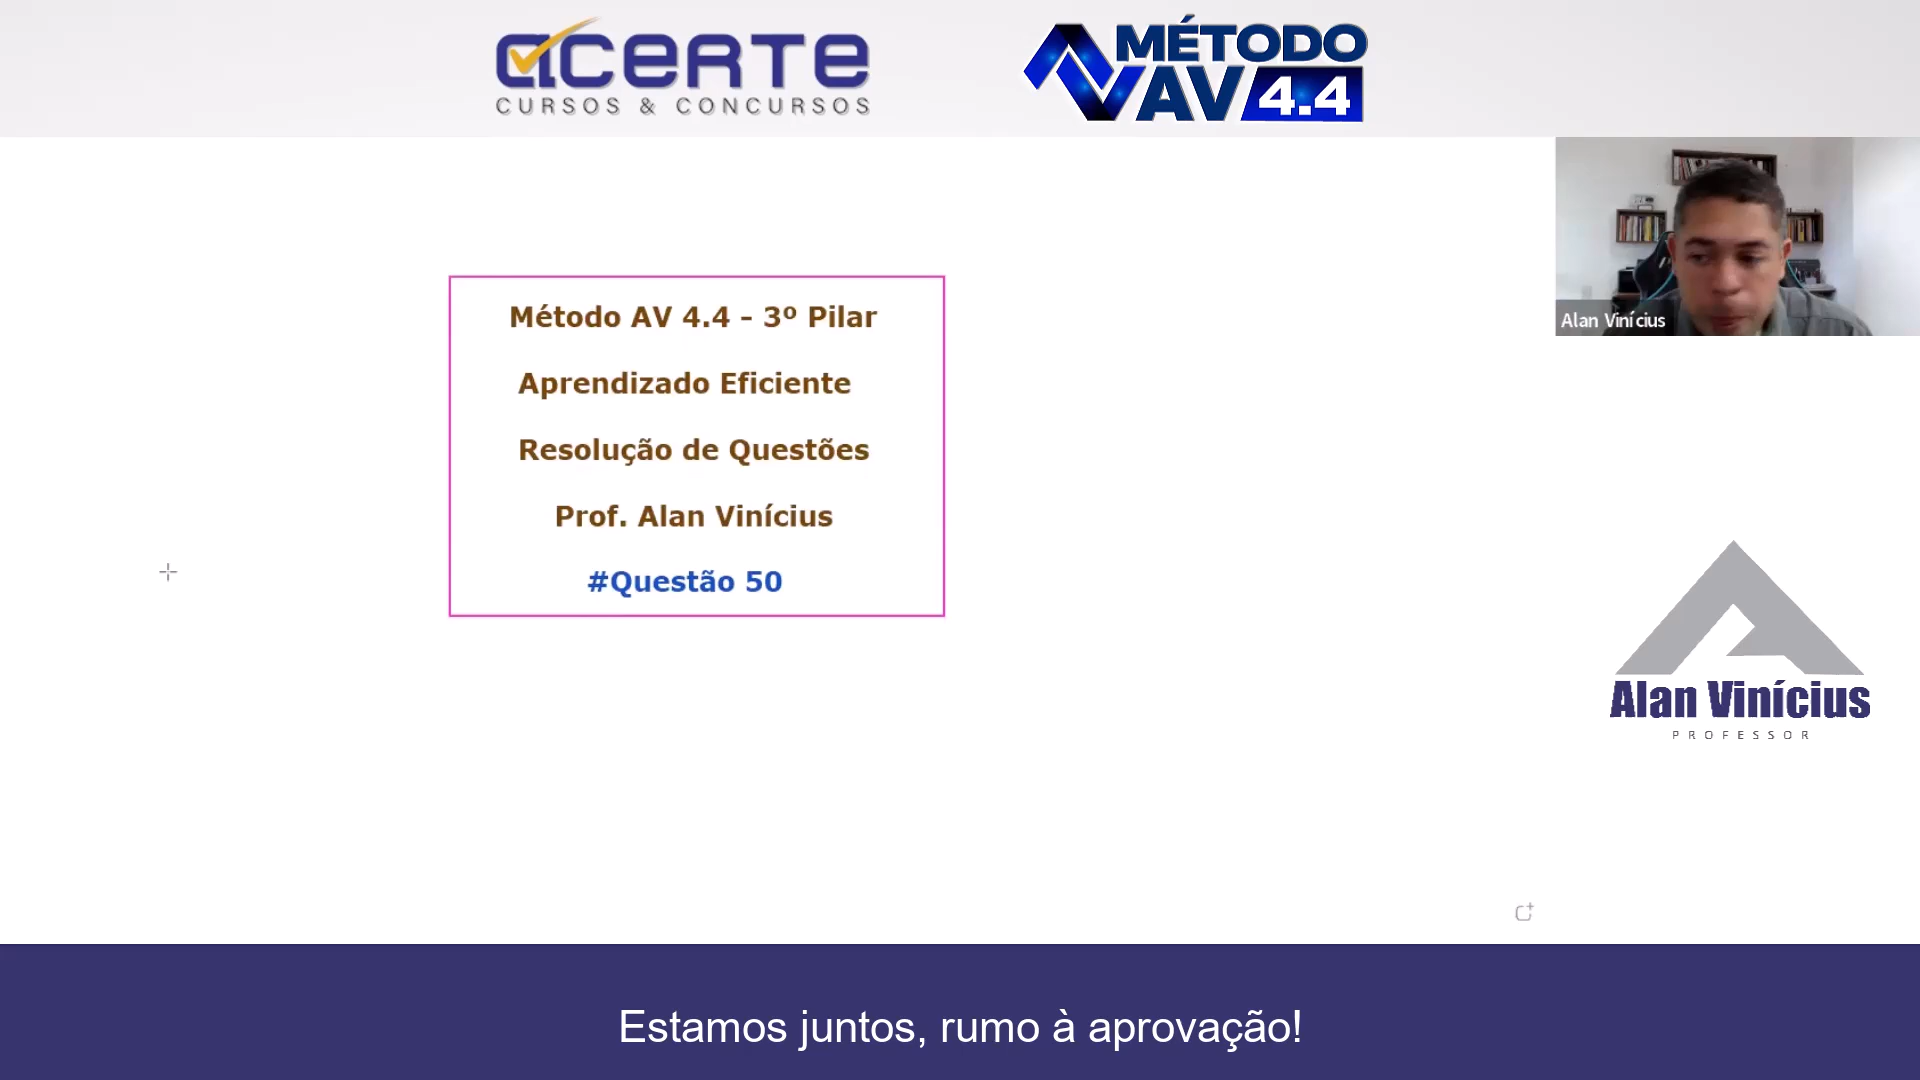 acerte
CURSOS & CONCURSOS
MÉTODO
AV 4.4
Alan Vinícius
Método AV 4.4 - 3º Pilar
Aprendizado Eficiente
Resolução de Questões
Prof. Alan Vinícius
#Questão 50
Alan Vinícius
PROFESSOR
Estamos juntos, rumo à aprovação!